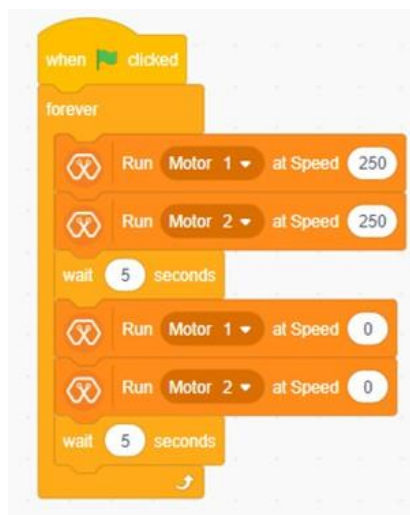 when clicked
forever
Run Motor 1 at Speed 250
Run Motor 2 at Speed 250
wait 5 seconds
Run Motor 1 at Speed 0
Run Motor 2 at Speed 0
wait 5 seconds